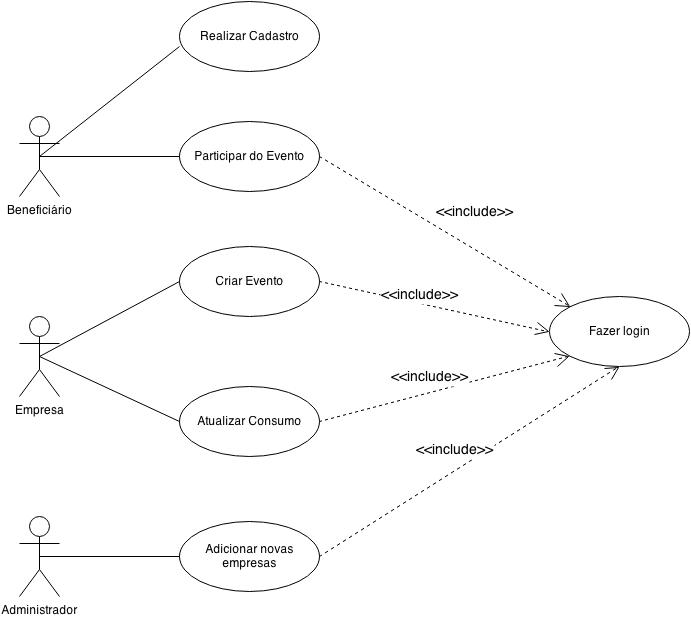 Realizar Cadastro
Participar do Evento
Beneficiário
<<include>>
Criar Evento
<<include>>
Fazer login
Empresa
<<include>>
Atualizar Consumo
<<include>>
Adicionar novas
empresas
Administrador